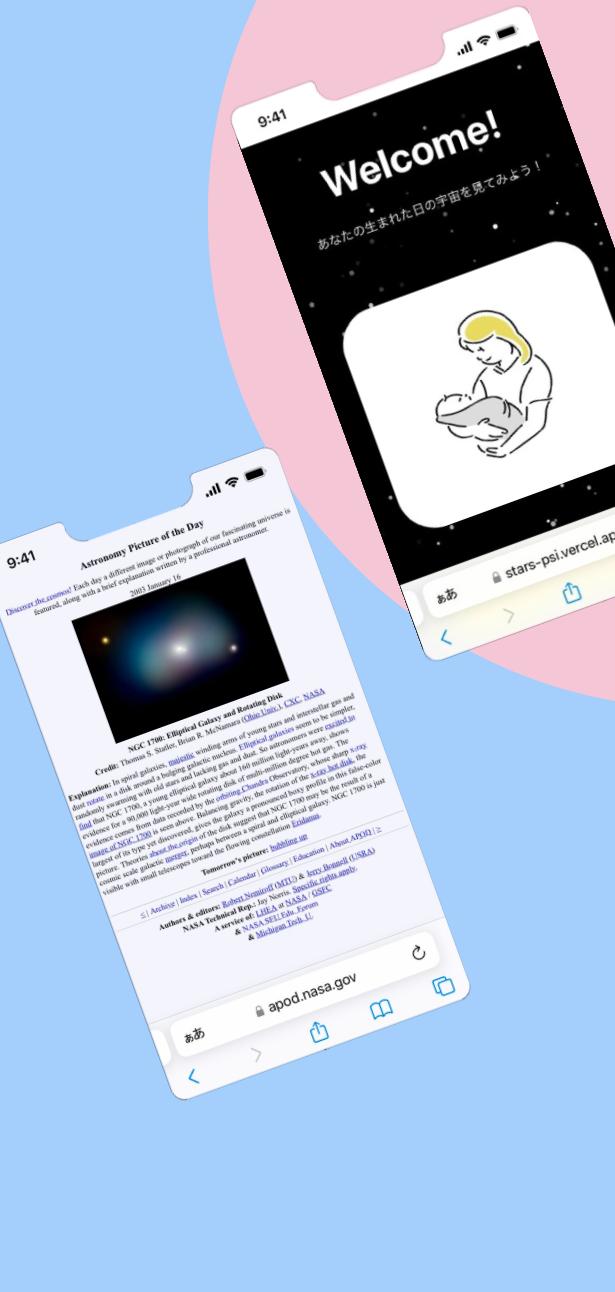 9:41
Welcome!
あなたの生まれた日の宇宙を見てみよう！
ぁあ stars-psi.vercel.ap
9:41
Astronomy Picture of the Day
Discover the cosmos! Each day a different image or photograph of our fascinating universe is
featured, along with a brief explanation written by a professional astronomer.
2003 January 16
NGC 1700: Elliptical Galaxy and Rotating Disk
Credit: Thomas S. Statler, Brian R. McNamara (Ohio Univ.), CXC, NASA
Explanation: In spiral galaxies, majestic winding arms of young stars and interstellar gas and
dust rotate in a disk around a bulging galactic nucleus. Elliptical galaxies seem to be simpler,
randomly swarming with old stars and lacking gas and dust. So astronomers were excited to
find that NGC 1700, a young elliptical galaxy about 160 million light-years away, shows
evidence for a 90,000 light-year wide rotating disk of multi-million degree hot gas. The
evidence comes from data recorded by the orbiting Chandra Observatory, whose sharp x-ray
image of NGC 1700 is seen above. Balancing gravity, the rotation of the x-ray hot disk, the
largest of its type yet discovered, gives the galaxy a pronounced boxy profile in this false-color
picture. Theories about the origin of the disk suggest that NGC 1700 may be the result of a
cosmic scale galactic merger, perhaps between a spiral and elliptical galaxy. NGC 1700 is just
visible with small telescopes toward the flowing constellation Eridanus.
Tomorrow's picture: bubbling up
< | Archive | Index | Search | Calendar | Glossary | Education | About APOD | >
Authors & editors: Robert Nemiroff (MTU) & Jerry Bonnell (USRA)
NASA Technical Rep.: Jay Norris. Specific rights apply.
A service of: LHEA at NASA / GSFC
& NASA SEU Edu. Forum
& Michigan Tech. U.
ぁあ apod.nasa.gov